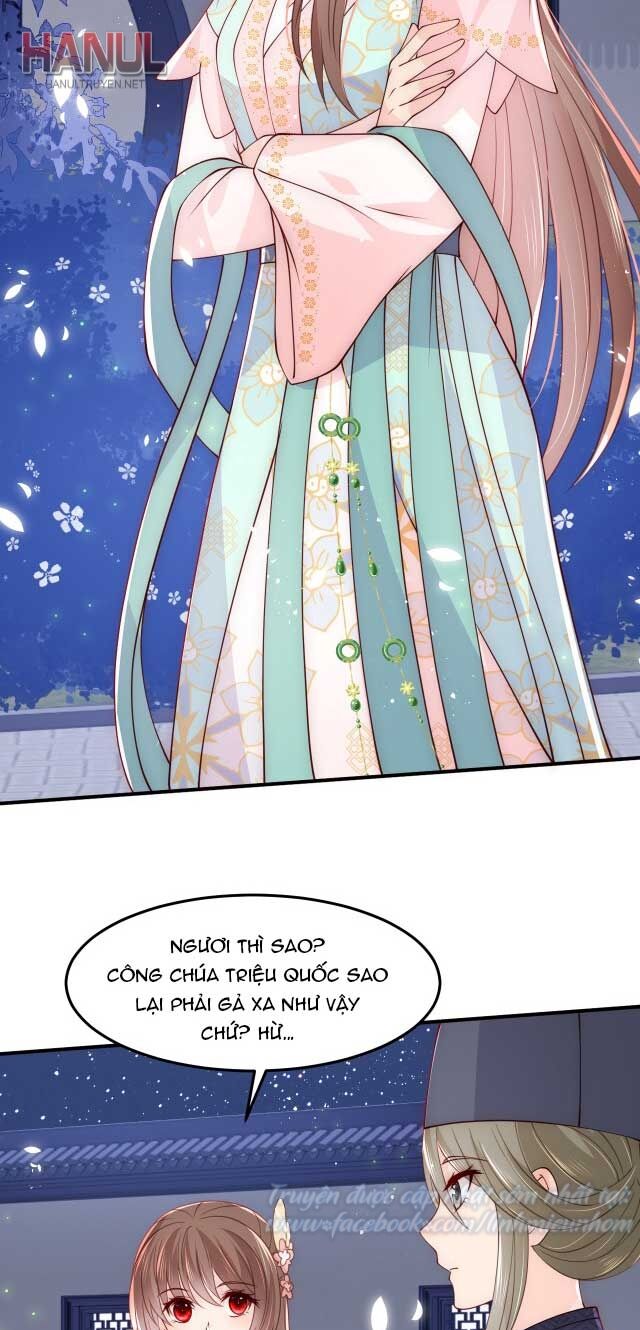 HANUL
HANULTRUYEN.NET
NGƯƠI THÌ SAO?
CÔNG CHÚA TRIỆU QUỐC SAO
LẠI PHẢI GẢ XA NHƯ VẬY
CHỨ? HỪ...
Truyện được cập nhật sớm nhất tại:
www.facebook.com/linhmieunhom